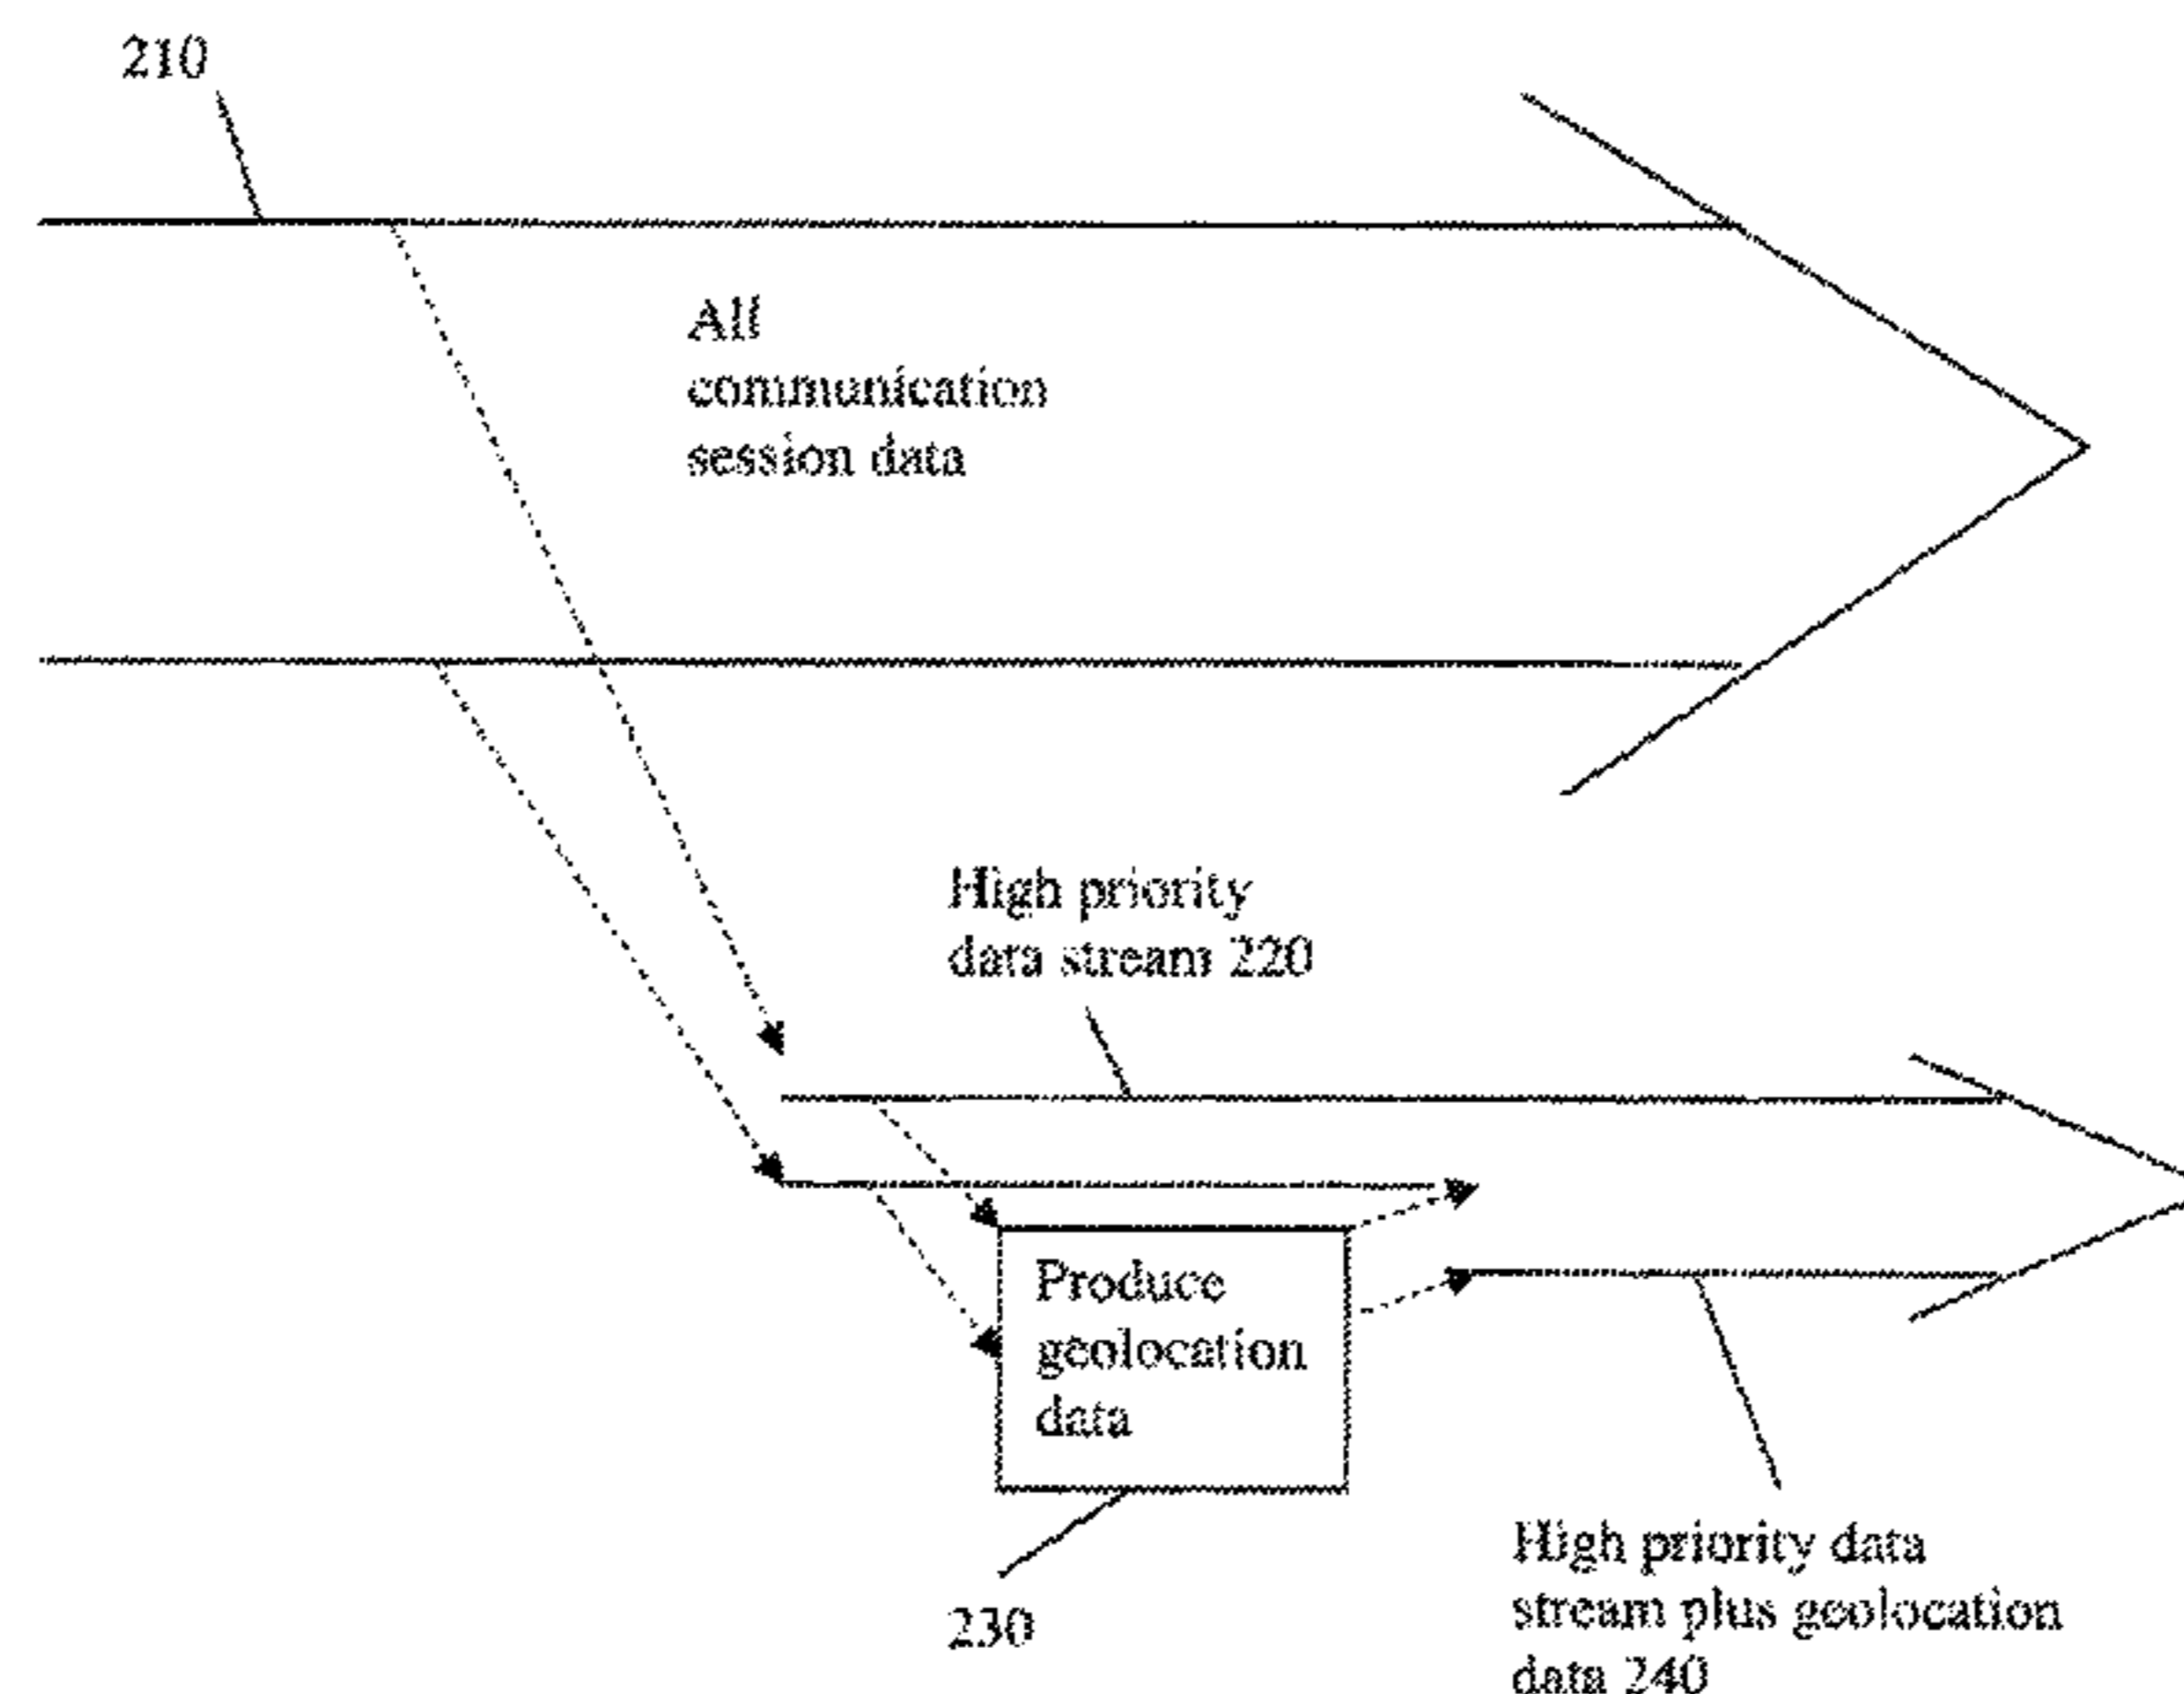 210
All
communication
session data
High priority
data stream 220
Produce
geolocation
data
230
High priority data
stream plus geolocation
data 240